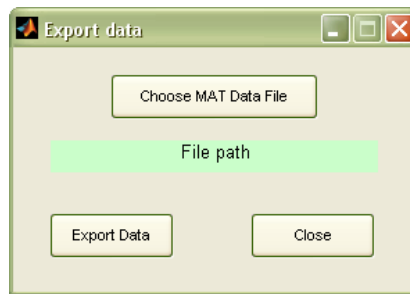 Export data
Choose MAT Data File
File path
Export Data
Close